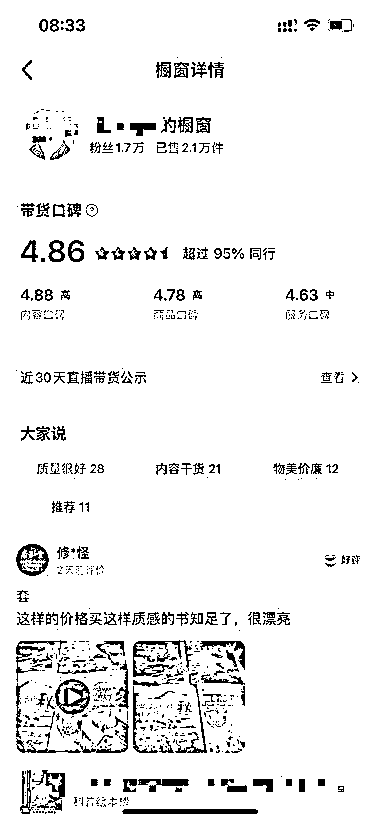 08:33
橱窗详情
的橱窗
粉丝1.7万 已售2.1万件
带货口碑
4.86 超过 95% 同行
4.88 高 4.78 高 4.63 中
内容口碑 商品口碑 服务口碑
近30天直播带货公示 查看
大家说
质量很好 28 内容干货 21 物美价廉 12
推荐 11
修*怪 好评
2天前评价
套
这样的价格买这样质感的书知足了，很漂亮